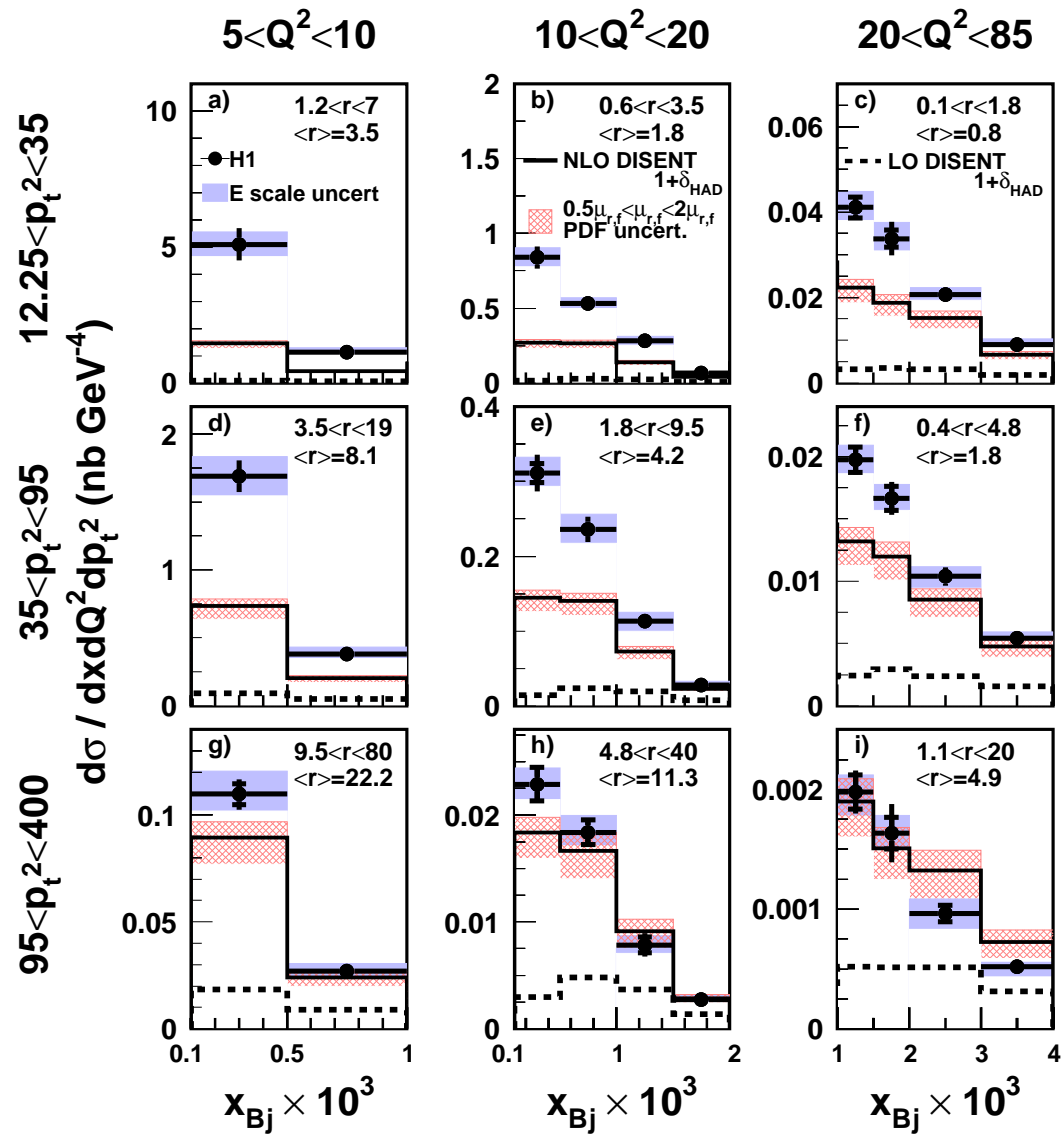 5<Q²<10
10<Q²<20
20<Q²<85
12.25<pₜ²<35
35<pₜ²<95
95<pₜ²<400
dσ / dxdQ²dpₜ² (nb GeV⁻⁴)
a)
1.2<r<7
<r>=3.5
H1
E scale uncert
10
5
0
b)
0.6<r<3.5
<r>=1.8
NLO DISENT
1+δ_HAD
0.5μ_r,f<μ_r,f<2μ_r,f
PDF uncert.
2
1.5
1
0.5
0
c)
0.1<r<1.8
<r>=0.8
LO DISENT
1+δ_HAD
0.06
0.04
0.02
0
d)
3.5<r<19
<r>=8.1
2
1
0
e)
1.8<r<9.5
<r>=4.2
0.4
0.2
0
f)
0.4<r<4.8
<r>=1.8
0.02
0.01
0
g)
9.5<r<80
<r>=22.2
0.1
0.05
0
h)
4.8<r<40
<r>=11.3
0.02
0.01
0
i)
1.1<r<20
<r>=4.9
0.002
0.001
0
0.1 0.5 1
0.1 1 2
1 2 3 4
x_Bj × 10³
x_Bj × 10³
x_Bj × 10³